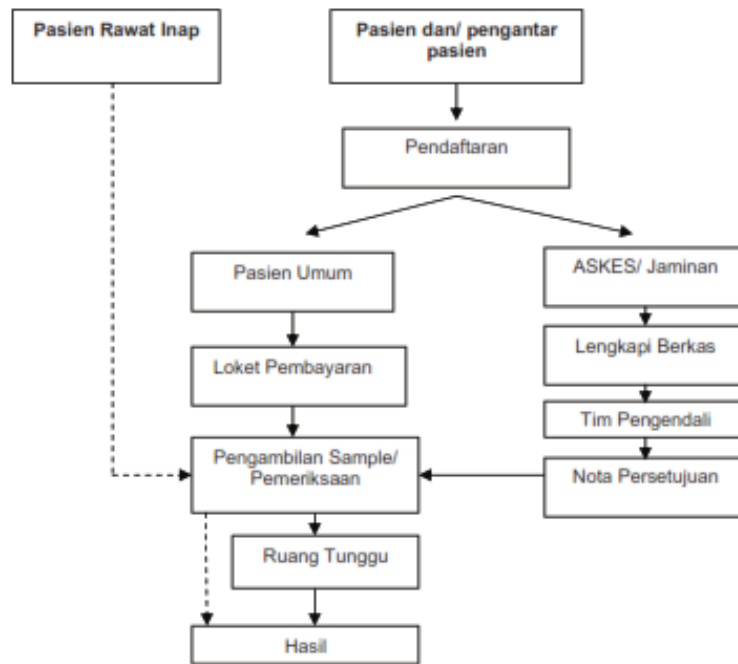 Pasien Rawat Inap
Pasien dan/ pengantar
pasien
Pendaftaran
Pasien Umum
ASKES/ Jaminan
Loket Pembayaran
Lengkapi Berkas
Tim Pengendali
Pengambilan Sample/
Pemeriksaan
Nota Persetujuan
Ruang Tunggu
Hasil